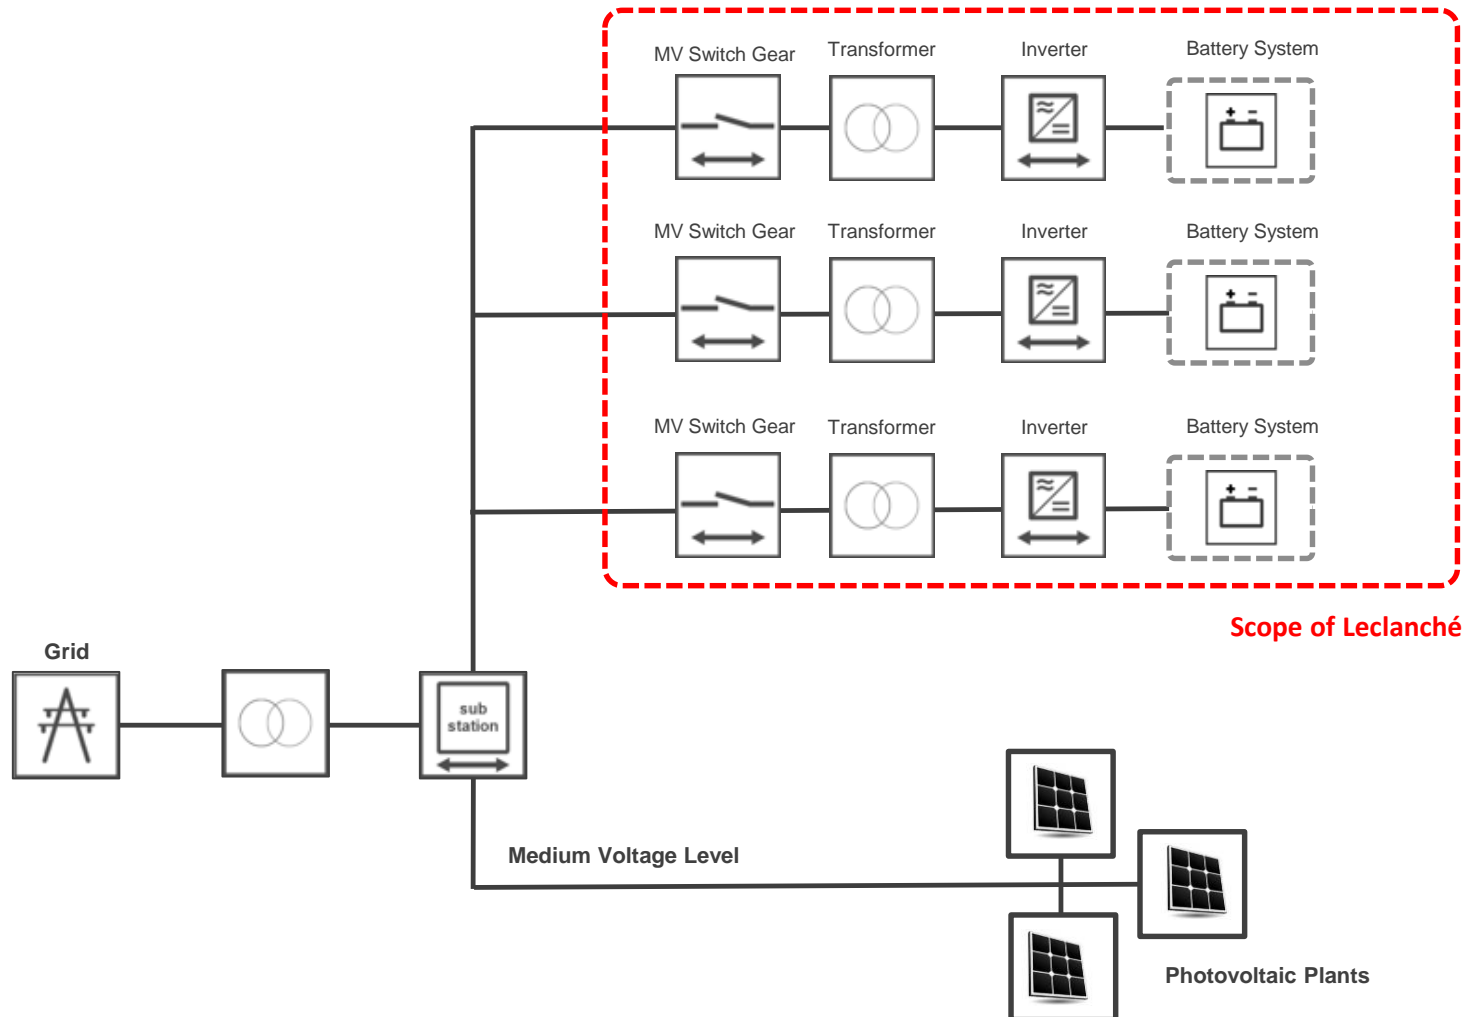 MV Switch Gear
Transformer
Inverter
Battery System
+ -
MV Switch Gear
Transformer
Inverter
Battery System
+ -
MV Switch Gear
Transformer
Inverter
Battery System
+ -
Scope of Leclanché
Grid
sub
station
Medium Voltage Level
Photovoltaic Plants